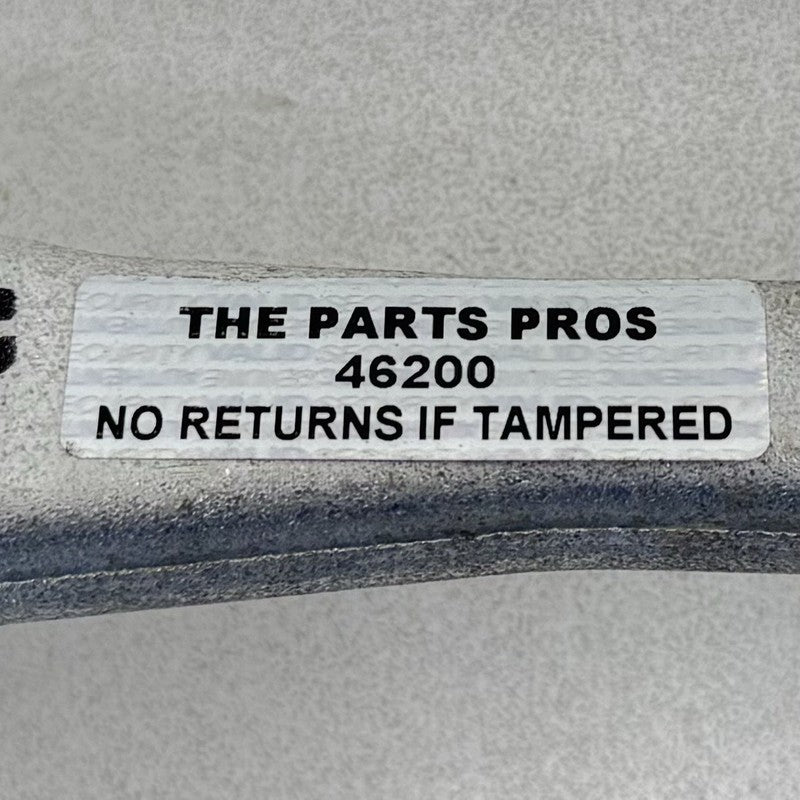 THE PARTS PROS
46200
NO RETURNS IF TAMPERED